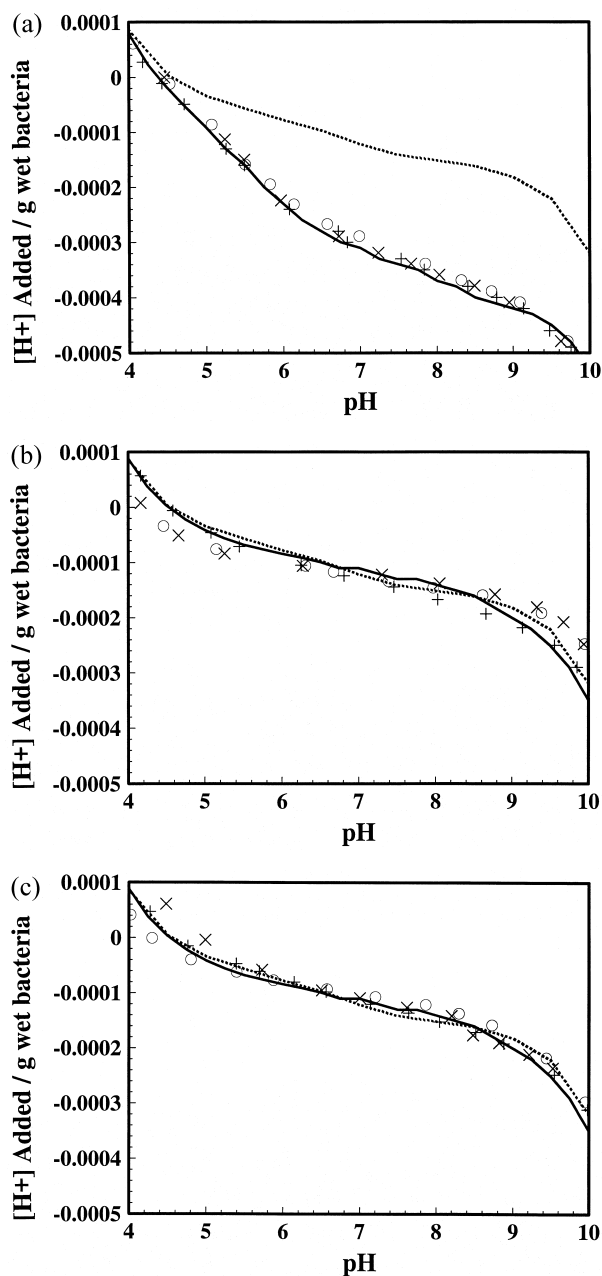 (a)
0.0001
0
-0.0001
-0.0002
-0.0003
-0.0004
-0.0005
[H+] Added / g wet bacteria
4 5 6 7 8 9 10
pH
(b)
0.0001
0
-0.0001
-0.0002
-0.0003
-0.0004
-0.0005
[H+] Added / g wet bacteria
4 5 6 7 8 9 10
pH
(c)
0.0001
0
-0.0001
-0.0002
-0.0003
-0.0004
-0.0005
[H+] Added / g wet bacteria
4 5 6 7 8 9 10
pH